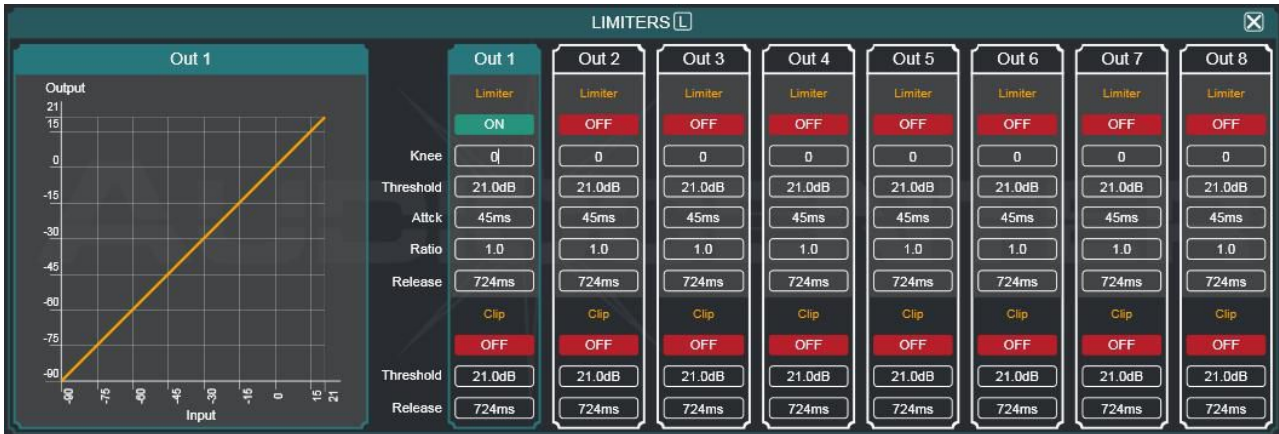 LIMITERS L
Out 1
Output
21
15
0
-15
-30
-45
-60
-75
-90
-90 -75 -60 -45 -30 -15 0 15 21
Input
Out 1 Out 2 Out 3 Out 4 Out 5 Out 6 Out 7 Out 8
Limiter Limiter Limiter Limiter Limiter Limiter Limiter Limiter
ON OFF OFF OFF OFF OFF OFF OFF
Knee 0 0 0 0 0 0 0 0
Threshold 21.0dB 21.0dB 21.0dB 21.0dB 21.0dB 21.0dB 21.0dB 21.0dB
Attck 45ms 45ms 45ms 45ms 45ms 45ms 45ms 45ms
Ratio 1.0 1.0 1.0 1.0 1.0 1.0 1.0 1.0
Release 724ms 724ms 724ms 724ms 724ms 724ms 724ms 724ms
Clip Clip Clip Clip Clip Clip Clip Clip
OFF OFF OFF OFF OFF OFF OFF OFF
Threshold 21.0dB 21.0dB 21.0dB 21.0dB 21.0dB 21.0dB 21.0dB 21.0dB
Release 724ms 724ms 724ms 724ms 724ms 724ms 724ms 724ms